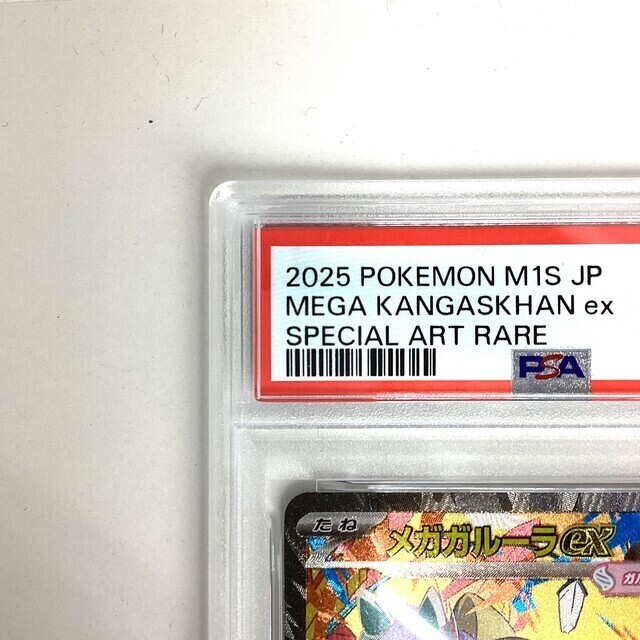 2025 POKEMON M1S JP
MEGA KANGASKHAN ex
SPECIAL ART RARE
PSA
たね
メガガルーラex